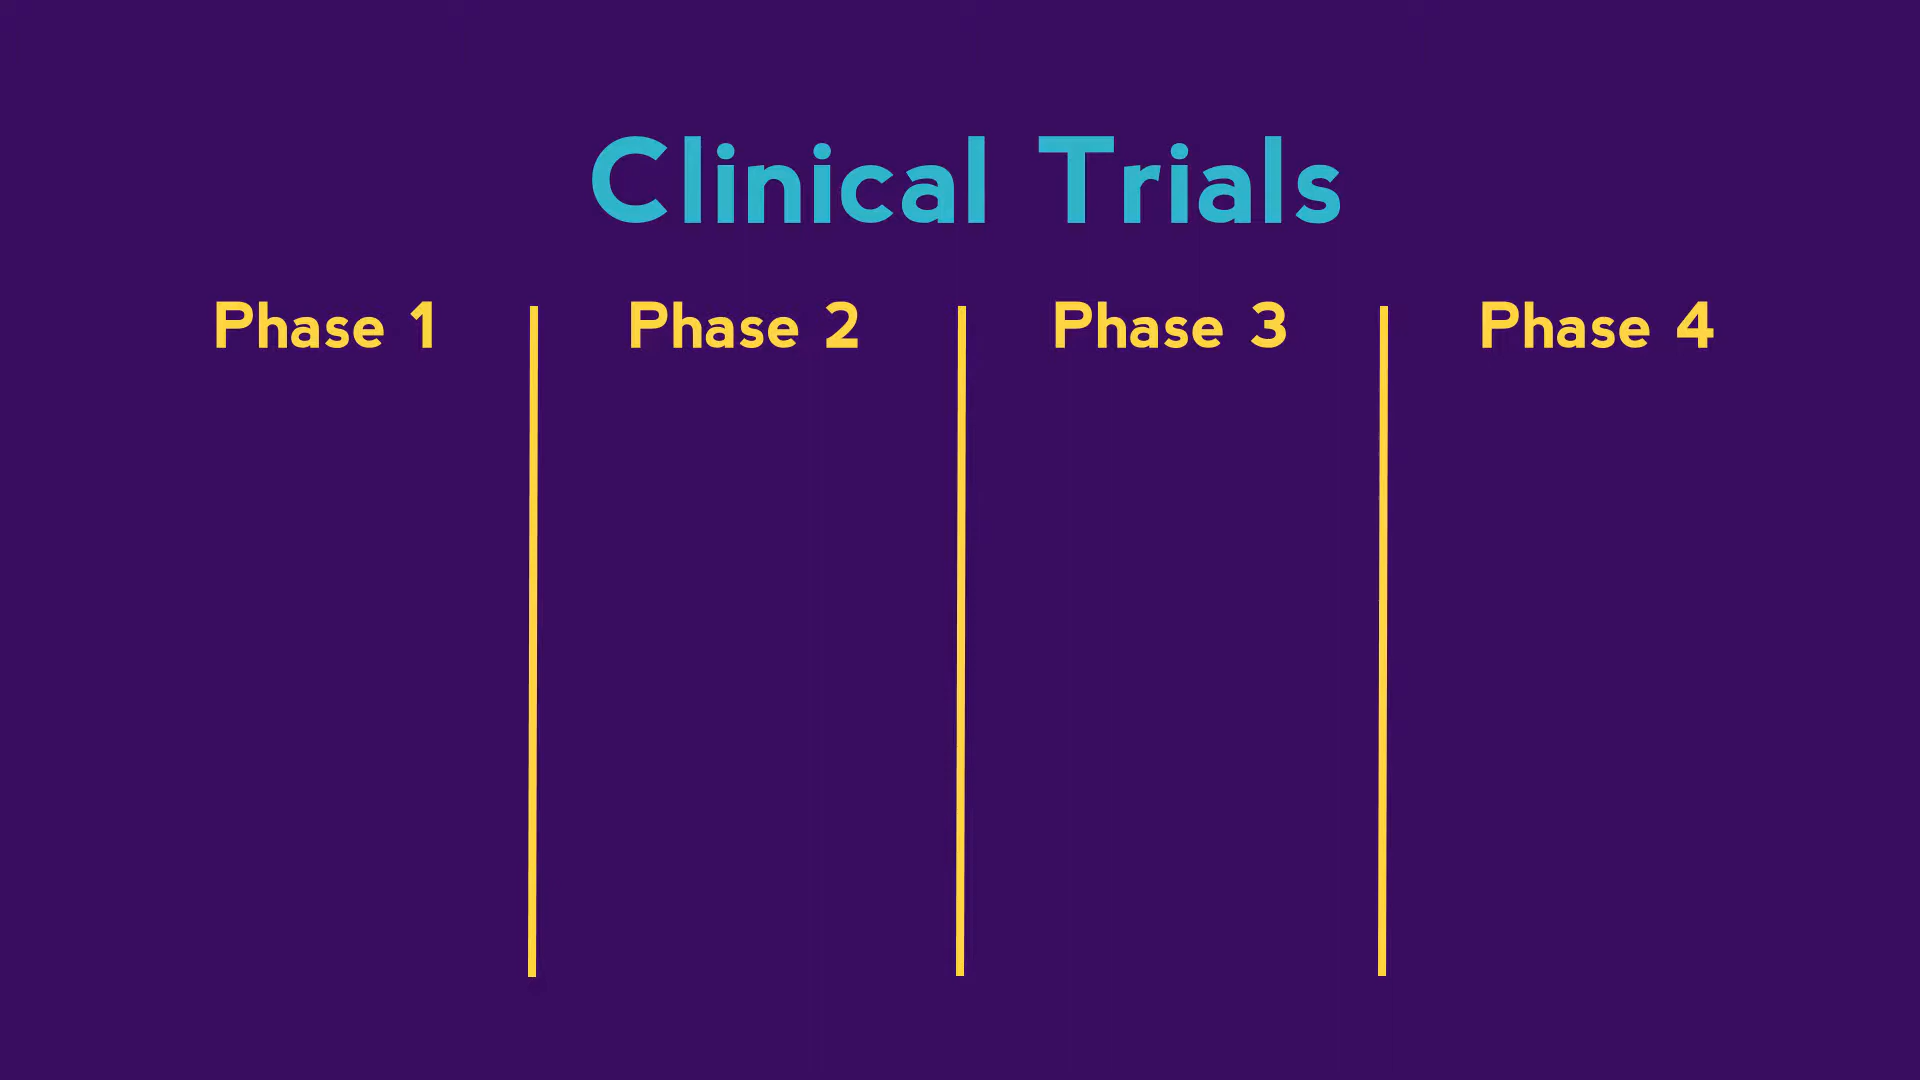 Clinical Trials
Phase 1
Phase 2
Phase 3
Phase 4